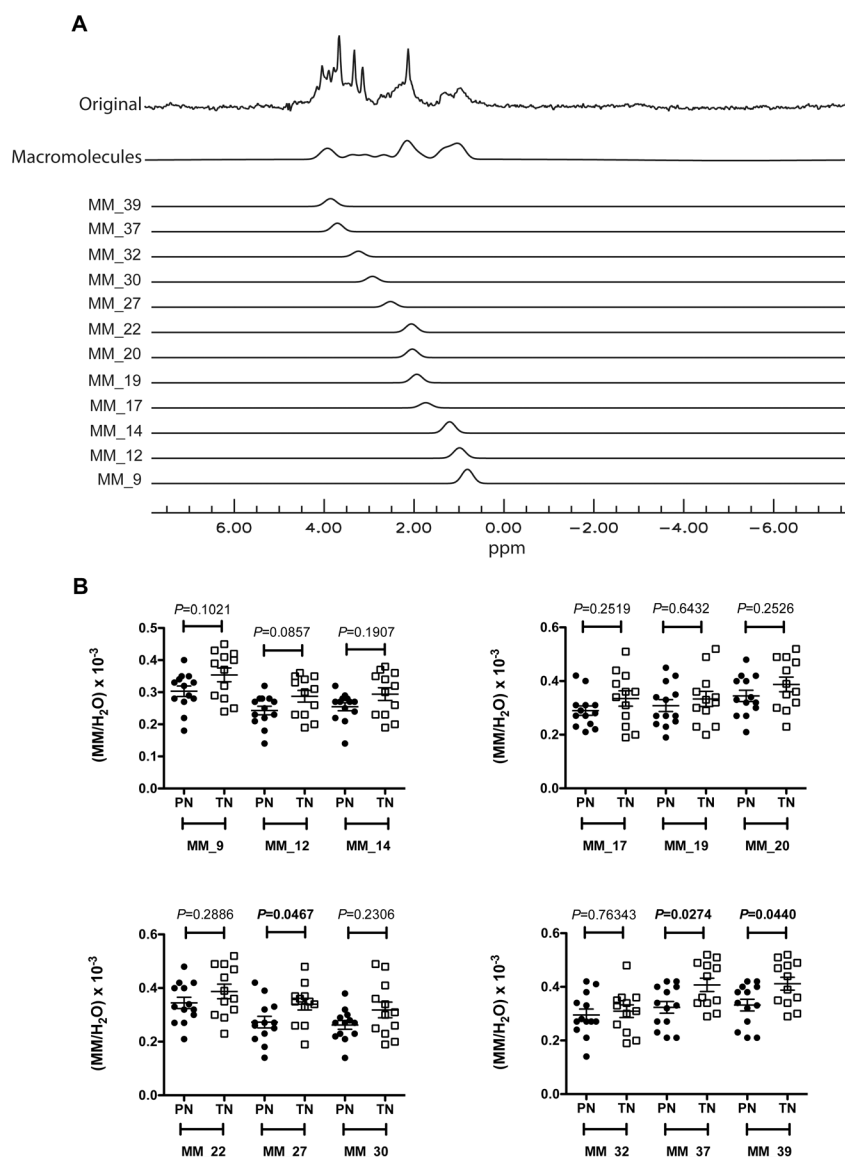 A
Original
Macromolecules
MM_39
MM_37
MM_32
MM_30
MM_27
MM_22
MM_20
MM_19
MM_17
MM_14
MM_12
MM_9
6.00 4.00 2.00 0.00 −2.00 −4.00 −6.00
ppm
B
P=0.1021
P=0.0857
P=0.1907
(MM/H2O) x 10-3
0.5
0.4
0.3
0.2
0.1
0.0
PN TN PN TN PN TN
MM_9 MM_12 MM_14
P=0.2519 P=0.6432 P=0.2526
(MM/H2O) x 10-3
0.6
0.4
0.2
0.0
PN TN PN TN PN TN
MM_17 MM_19 MM_20
P=0.2886 P=0.0467 P=0.2306
(MM/H2O) x 10-3
0.6
0.4
0.2
0.0
PN TN PN TN PN TN
MM_22 MM_27 MM_30
P=0.76343 P=0.0274 P=0.0440
(MM/H2O) x 10-3
0.6
0.4
0.2
0.0
PN TN PN TN PN TN
MM_32 MM_37 MM_39